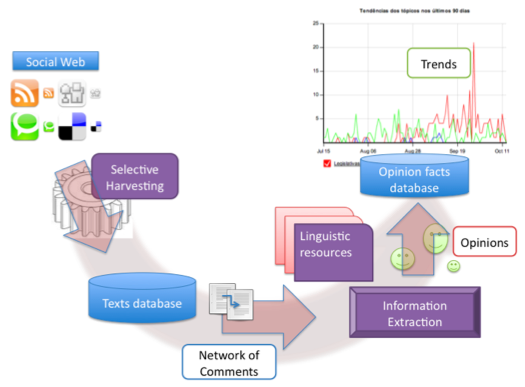 Tendências dos tópicos nos últimos 90 dias
25
20
15
10
5
Jul 15
Aug 06
Aug 28
Sep 19
Oct 11
Trends
Social Web
Selective
Harvesting
Opinion facts
database
Linguistic
resources
Opinions
Texts database
Information
Extraction
Network of
Comments